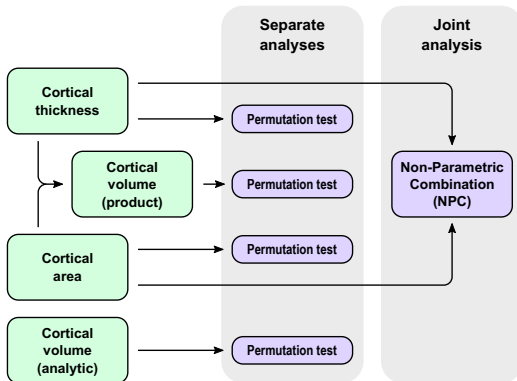 Separate
analyses
Joint
analysis
Cortical
thickness
Permutation test
Cortical
volume
(product)
Permutation test
Non-Parametric
Combination
(NPC)
Cortical
area
Permutation test
Cortical
volume
(analytic)
Permutation test